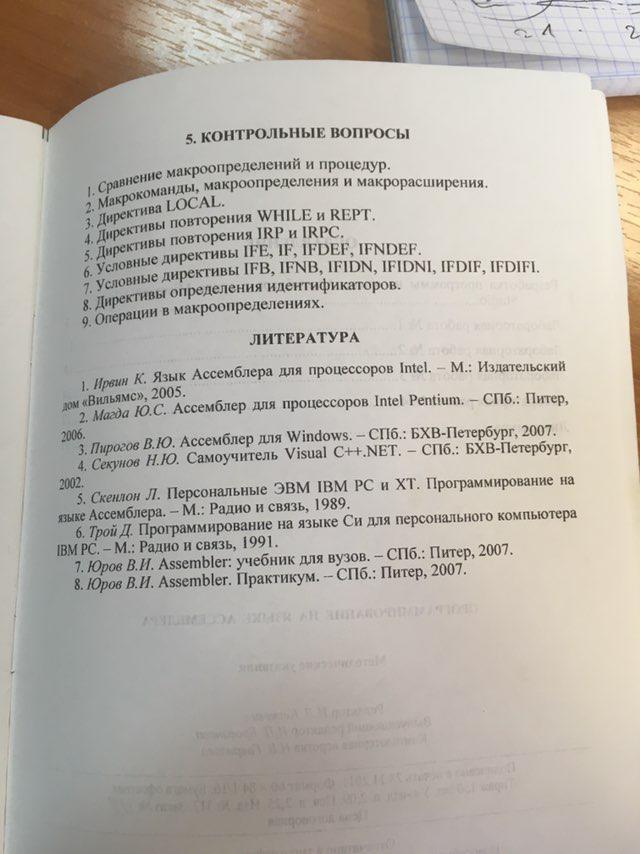 5. КОНТРОЛЬНЫЕ ВОПРОСЫ
1. Сравнение макроопределений и процедур.
2. Макрокоманды, макроопределения и макрорасширения.
3. Директива LOCAL.
4. Директивы повторения WHILE и REPT.
5. Директивы повторения IRP и IRPC.
6. Условные директивы IFE, IF, IFDEF, IFNDEF.
7. Условные директивы IFB, IFNB, IFIDN, IFIDNI, IFDIF, IFDIFI.
8. Директивы определения идентификаторов.
9. Операции в макроопределениях.
ЛИТЕРАТУРА
1. Ирвин К. Язык Ассемблера для процессоров Intel. – М.: Издательский
дом «Вильямс», 2005.
2. Магда Ю.С. Ассемблер для процессоров Intel Pentium. – СПб.: Питер,
2006.
3. Пирогов В.Ю. Ассемблер для Windows. – СПб.: БХВ-Петербург, 2007.
4. Секунов Н.Ю. Самоучитель Visual C++.NET. – СПб.: БХВ-Петербург,
2002.
5. Скенлон Л. Персональные ЭВМ IBM PC и XT. Программирование на
языке Ассемблера. – М.: Радио и связь, 1989.
6. Трой Д. Программирование на языке Си для персонального компьютера
IBM PC. – М.: Радио и связь, 1991.
7. Юров В.И. Assembler: учебник для вузов. – СПб.: Питер, 2007.
8. Юров В.И. Assembler. Практикум. – СПб.: Питер, 2007.